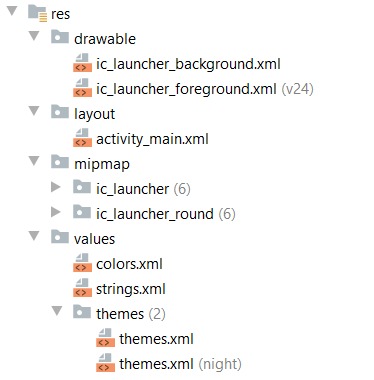 res
drawable
ic_launcher_background.xml
ic_launcher_foreground.xml (v24)
layout
activity_main.xml
mipmap
ic_launcher (6)
ic_launcher_round (6)
values
colors.xml
strings.xml
themes (2)
themes.xml
themes.xml (night)